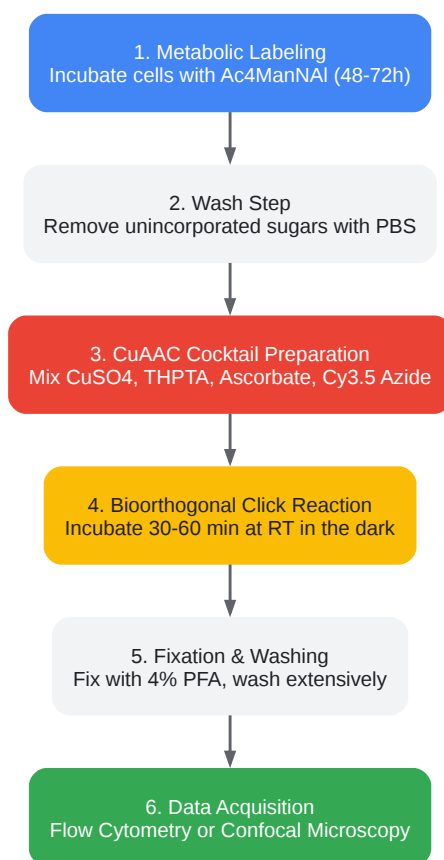 1. Metabolic Labeling
Incubate cells with Ac4ManNAl (48-72h)
2. Wash Step
Remove unincorporated sugars with PBS
3. CuAAC Cocktail Preparation
Mix CuSO4, THPTA, Ascorbate, Cy3.5 Azide
4. Bioorthogonal Click Reaction
Incubate 30-60 min at RT in the dark
5. Fixation & Washing
Fix with 4% PFA, wash extensively
6. Data Acquisition
Flow Cytometry or Confocal Microscopy